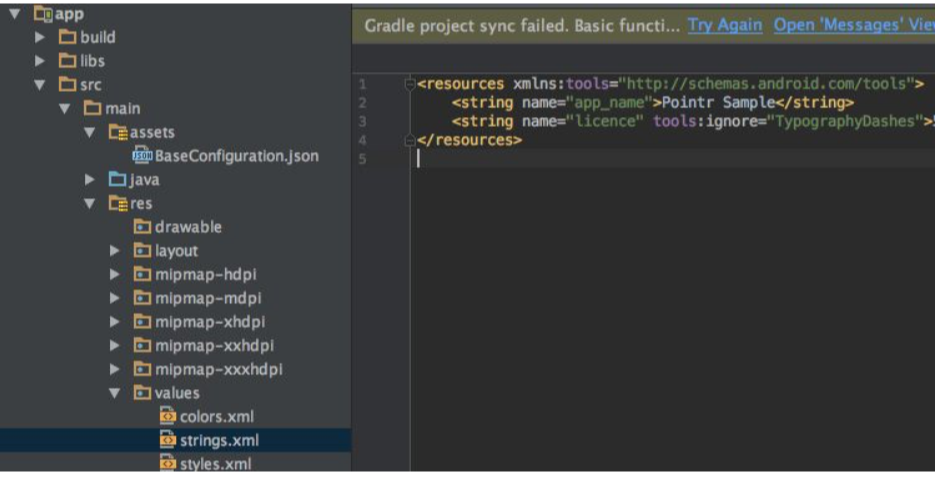 app
build
libs
src
main
assets
BaseConfiguration.json
java
res
drawable
layout
mipmap-hdpi
mipmap-mdpi
mipmap-xhdpi
mipmap-xxhdpi
mipmap-xxxhdpi
values
colors.xml
strings.xml
styles.xml
Gradle project sync failed. Basic functi... Try Again Open 'Messages' Vie
1 <resources xmlns:tools="http://schemas.android.com/tools">
2 <string name="app_name">Pointr Sample</string>
3 <string name="licence" tools:ignore="TypographyDashes">
4 </resources>
5